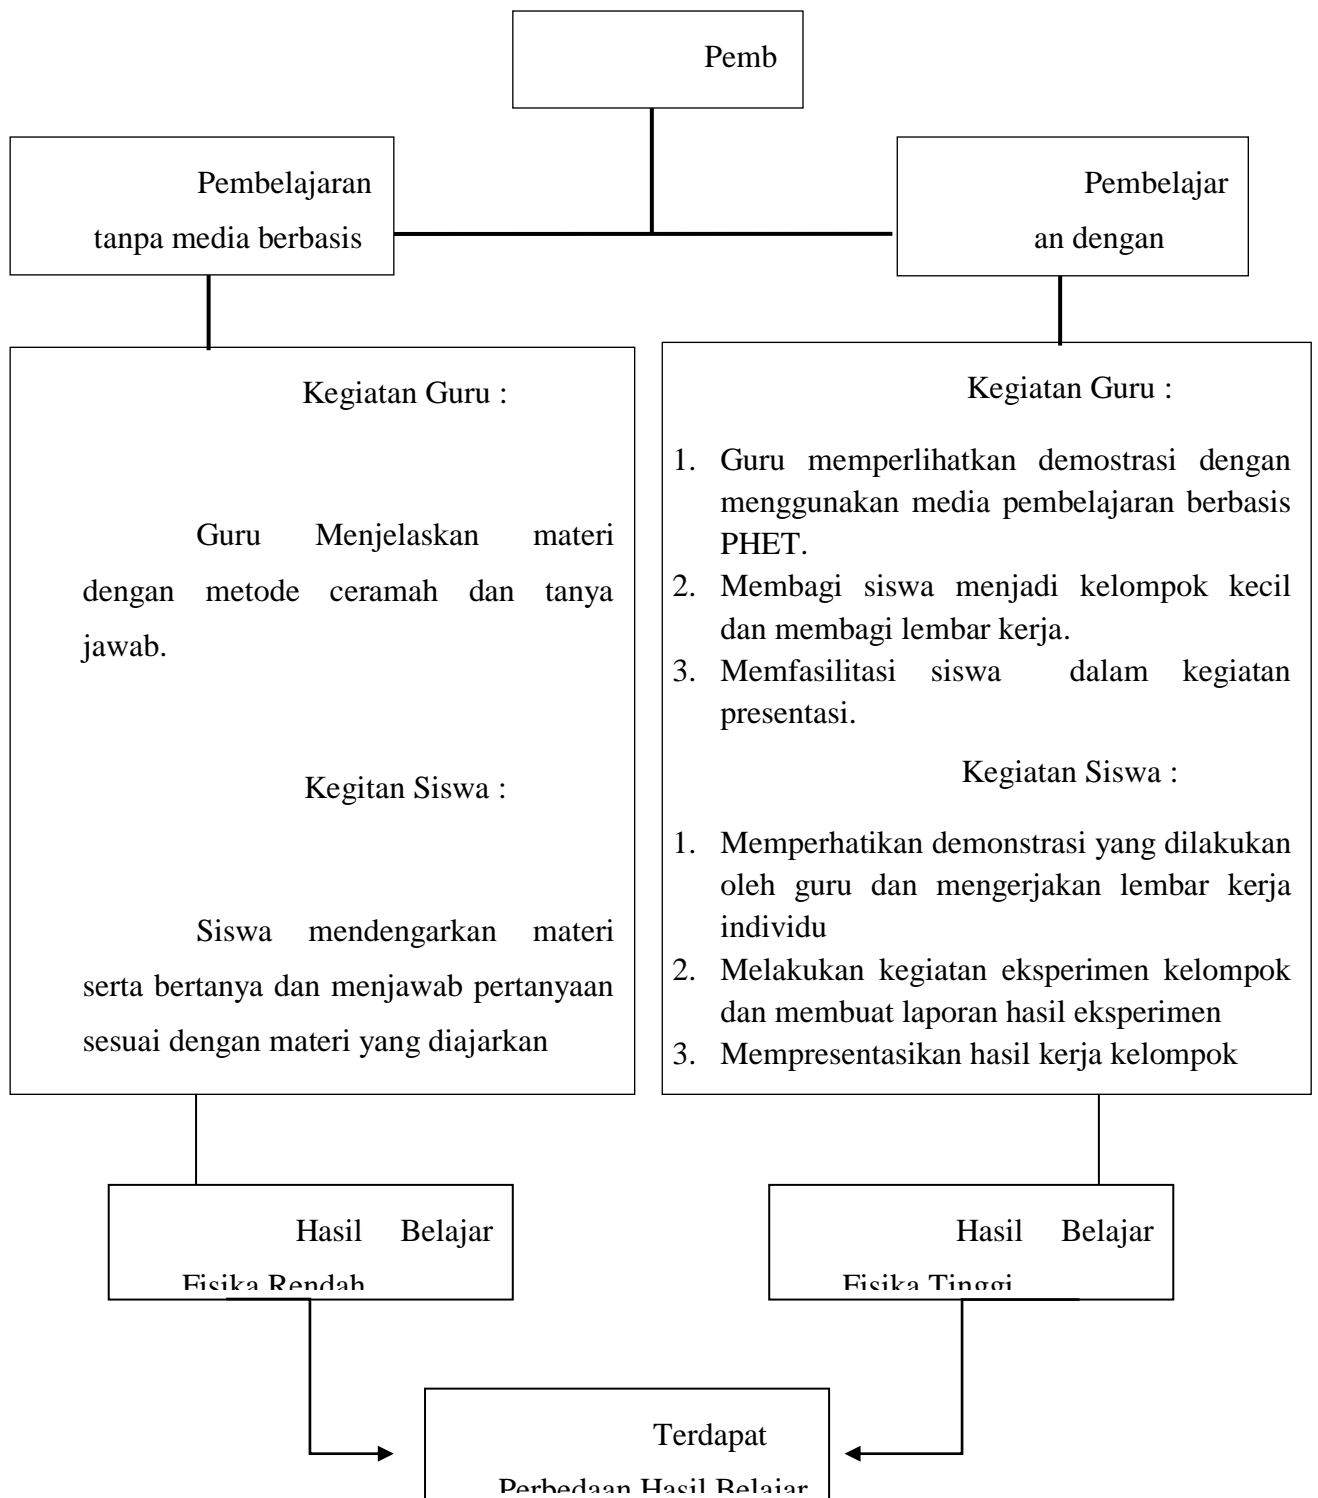 Pemb
Pembelajaran
tanpa media berbasis
Pembelajar
an dengan
Kegiatan Guru :
Guru Menjelaskan materi
dengan metode ceramah dan tanya
jawab.
Kegitan Siswa :
Siswa mendengarkan materi
serta bertanya dan menjawab pertanyaan
sesuai dengan materi yang diajarkan
Kegiatan Guru :
1. Guru memperlihatkan demostrasi dengan
menggunakan media pembelajaran berbasis
PHET.
2. Membagi siswa menjadi kelompok kecil
dan membagi lembar kerja.
3. Memfasilitasi siswa dalam kegiatan
presentasi.
Kegiatan Siswa :
1. Memperhatikan demonstrasi yang dilakukan
oleh guru dan mengerjakan lembar kerja
individu
2. Melakukan kegiatan eksperimen kelompok
dan membuat laporan hasil eksperimen
3. Mempresentasikan hasil kerja kelompok
Hasil Belajar
Fisika Rendah
Hasil Belajar
Fisika Tinggi
Terdapat
Perbedaan Hasil Belajar